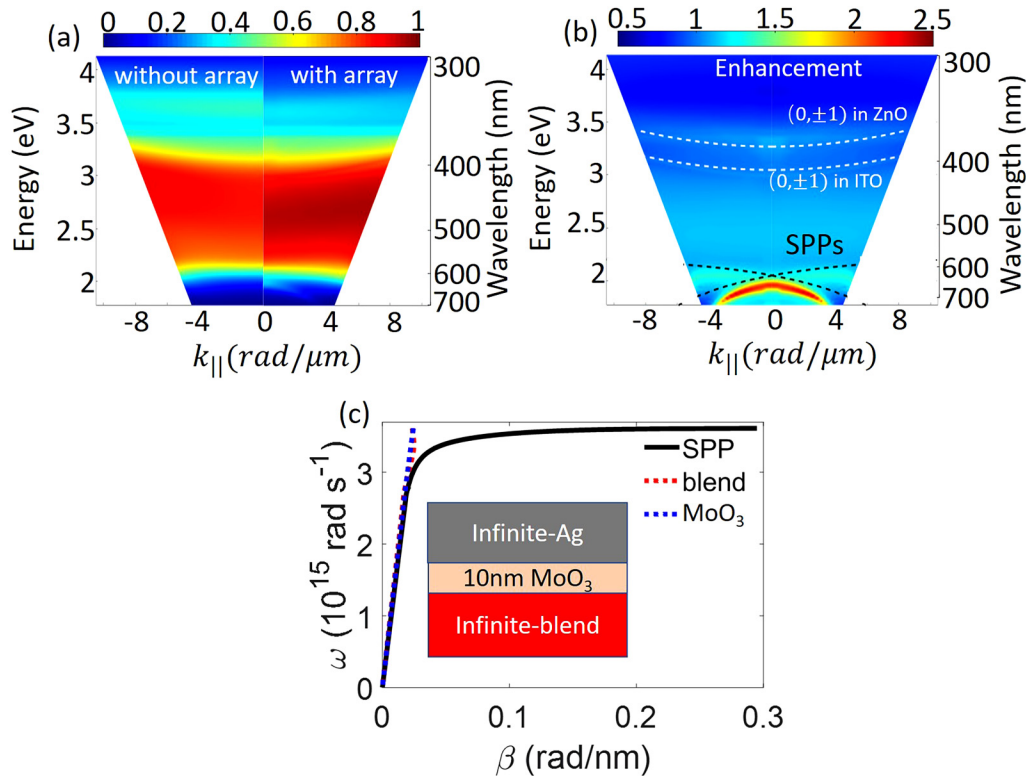 (a)
0 0.2 0.4 0.6 0.8 1
without array
with array
Energy (eV)
4
3.5
3
2.5
2
300
400
500
600
700
Wavelength (nm)
-8 -4 0 4 8
k||(rad/μm)
(b)
0.5 1 1.5 2 2.5
Enhancement
(0,±1) in ZnO
(0,±1) in ITO
SPPs
Energy (eV)
4
3.5
3
2.5
2
300
400
500
600
700
Wavelength (nm)
-8 -4 0 4 8
k||(rad/μm)
(c)
ω (10¹⁵ rad s⁻¹)
3
2
1
0
SPP
blend
MoO₃
Infinite-Ag
10nm MoO₃
Infinite-blend
0 0.1 0.2 0.3
β (rad/nm)